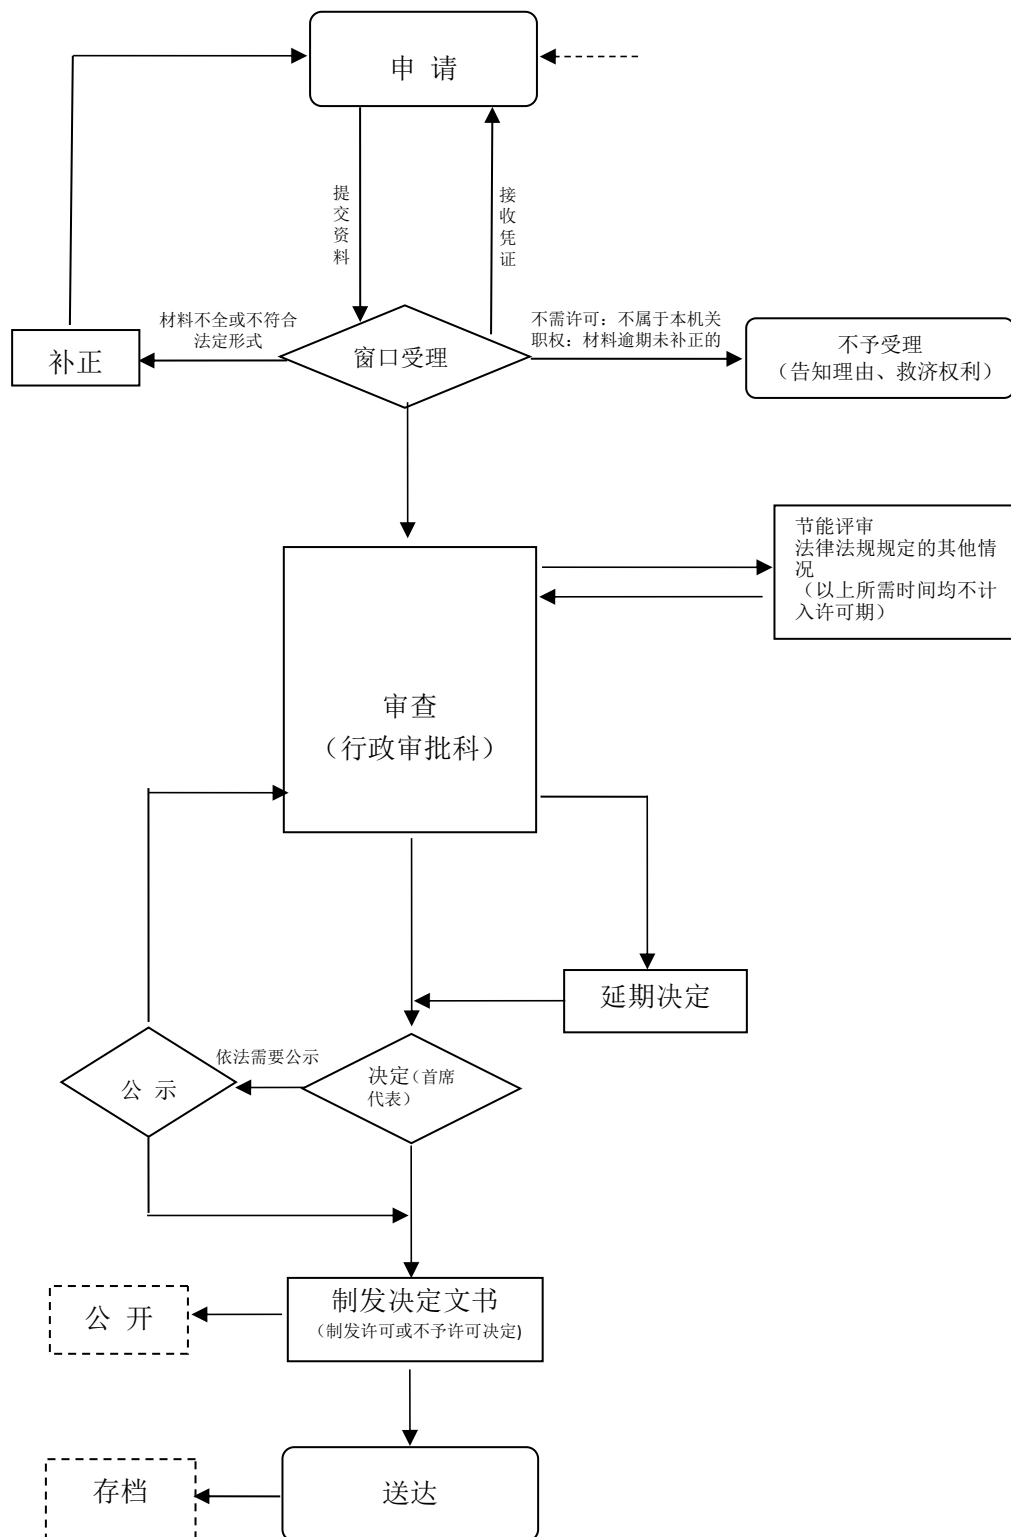 申 请
提交资料
接收凭证
材料不全或不符合
法定形式
不需许可：不属于本机关
职权：材料逾期未补正的
补正
窗口受理
不予受理
（告知理由、救济权利）
节能评审
法律法规规定的其他情
况
（以上所需时间均不计
入许可期）
审查
（行政审批科）
延期决定
依法需要公示
公 示
决定（首席
代表）
制发决定文书
（制发许可或不予许可决定)
公 开
存档
送达